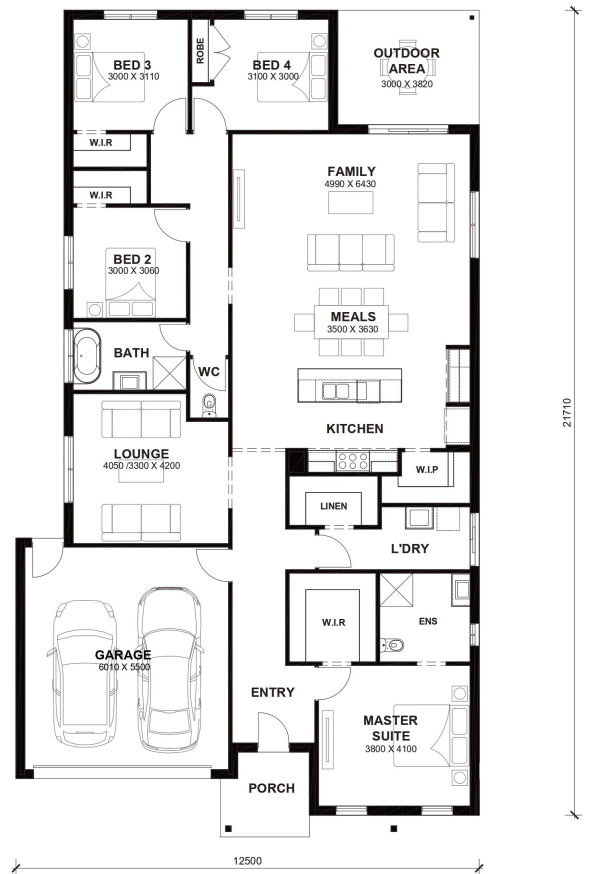 BED 3
3000 X 3110
ROBE
BED 4
3100 X 3000
OUTDOOR
AREA
3000 X 3820
W.I.R
W.I.R
FAMILY
4990 X 6430
BED 2
3000 X 3060
MEALS
3500 X 3630
BATH
WC
KITCHEN
21710
LOUNGE
4050 /3300 X 4200
W.I.P
LINEN
L'DRY
W.I.R
ENS
GARAGE
6010 X 5500
ENTRY
MASTER
SUITE
3800 X 4100
PORCH
12500